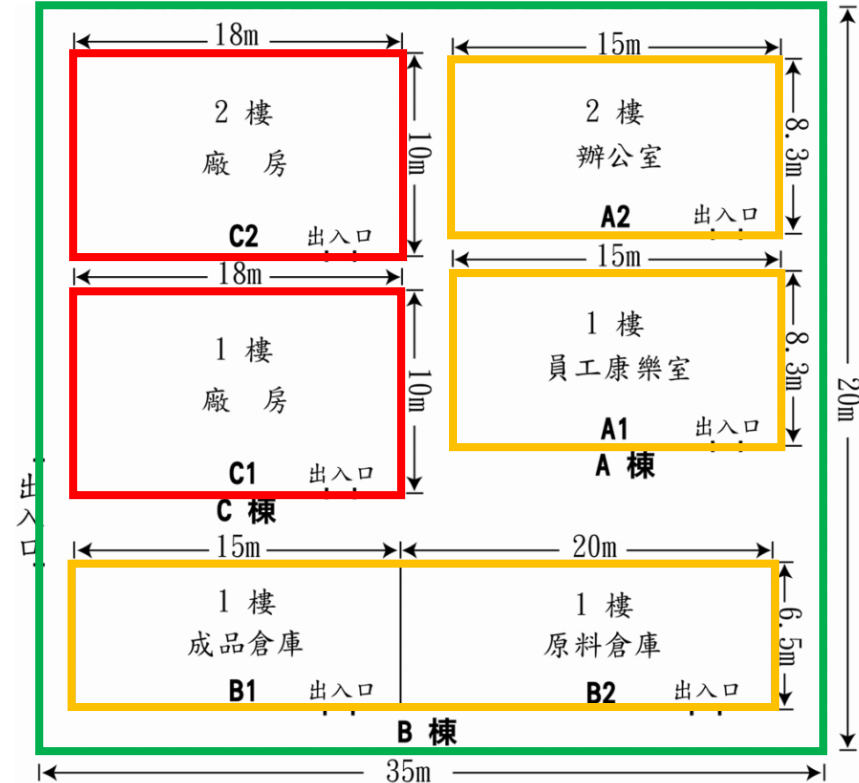 18m
15m
2 樓
廠 房
10m
C2 出入口
2 樓
辦公室
8.3m
A2 出入口
18m
15m
1 樓
廠 房
10m
C1 出入口
C 棟
1 樓
員工康樂室
8.3m
A1 出入口
A 棟
20m
出入口
15m
20m
1 樓
成品倉庫
B1 出入口
1 樓
原料倉庫
6.5m
B2 出入口
B 棟
35m